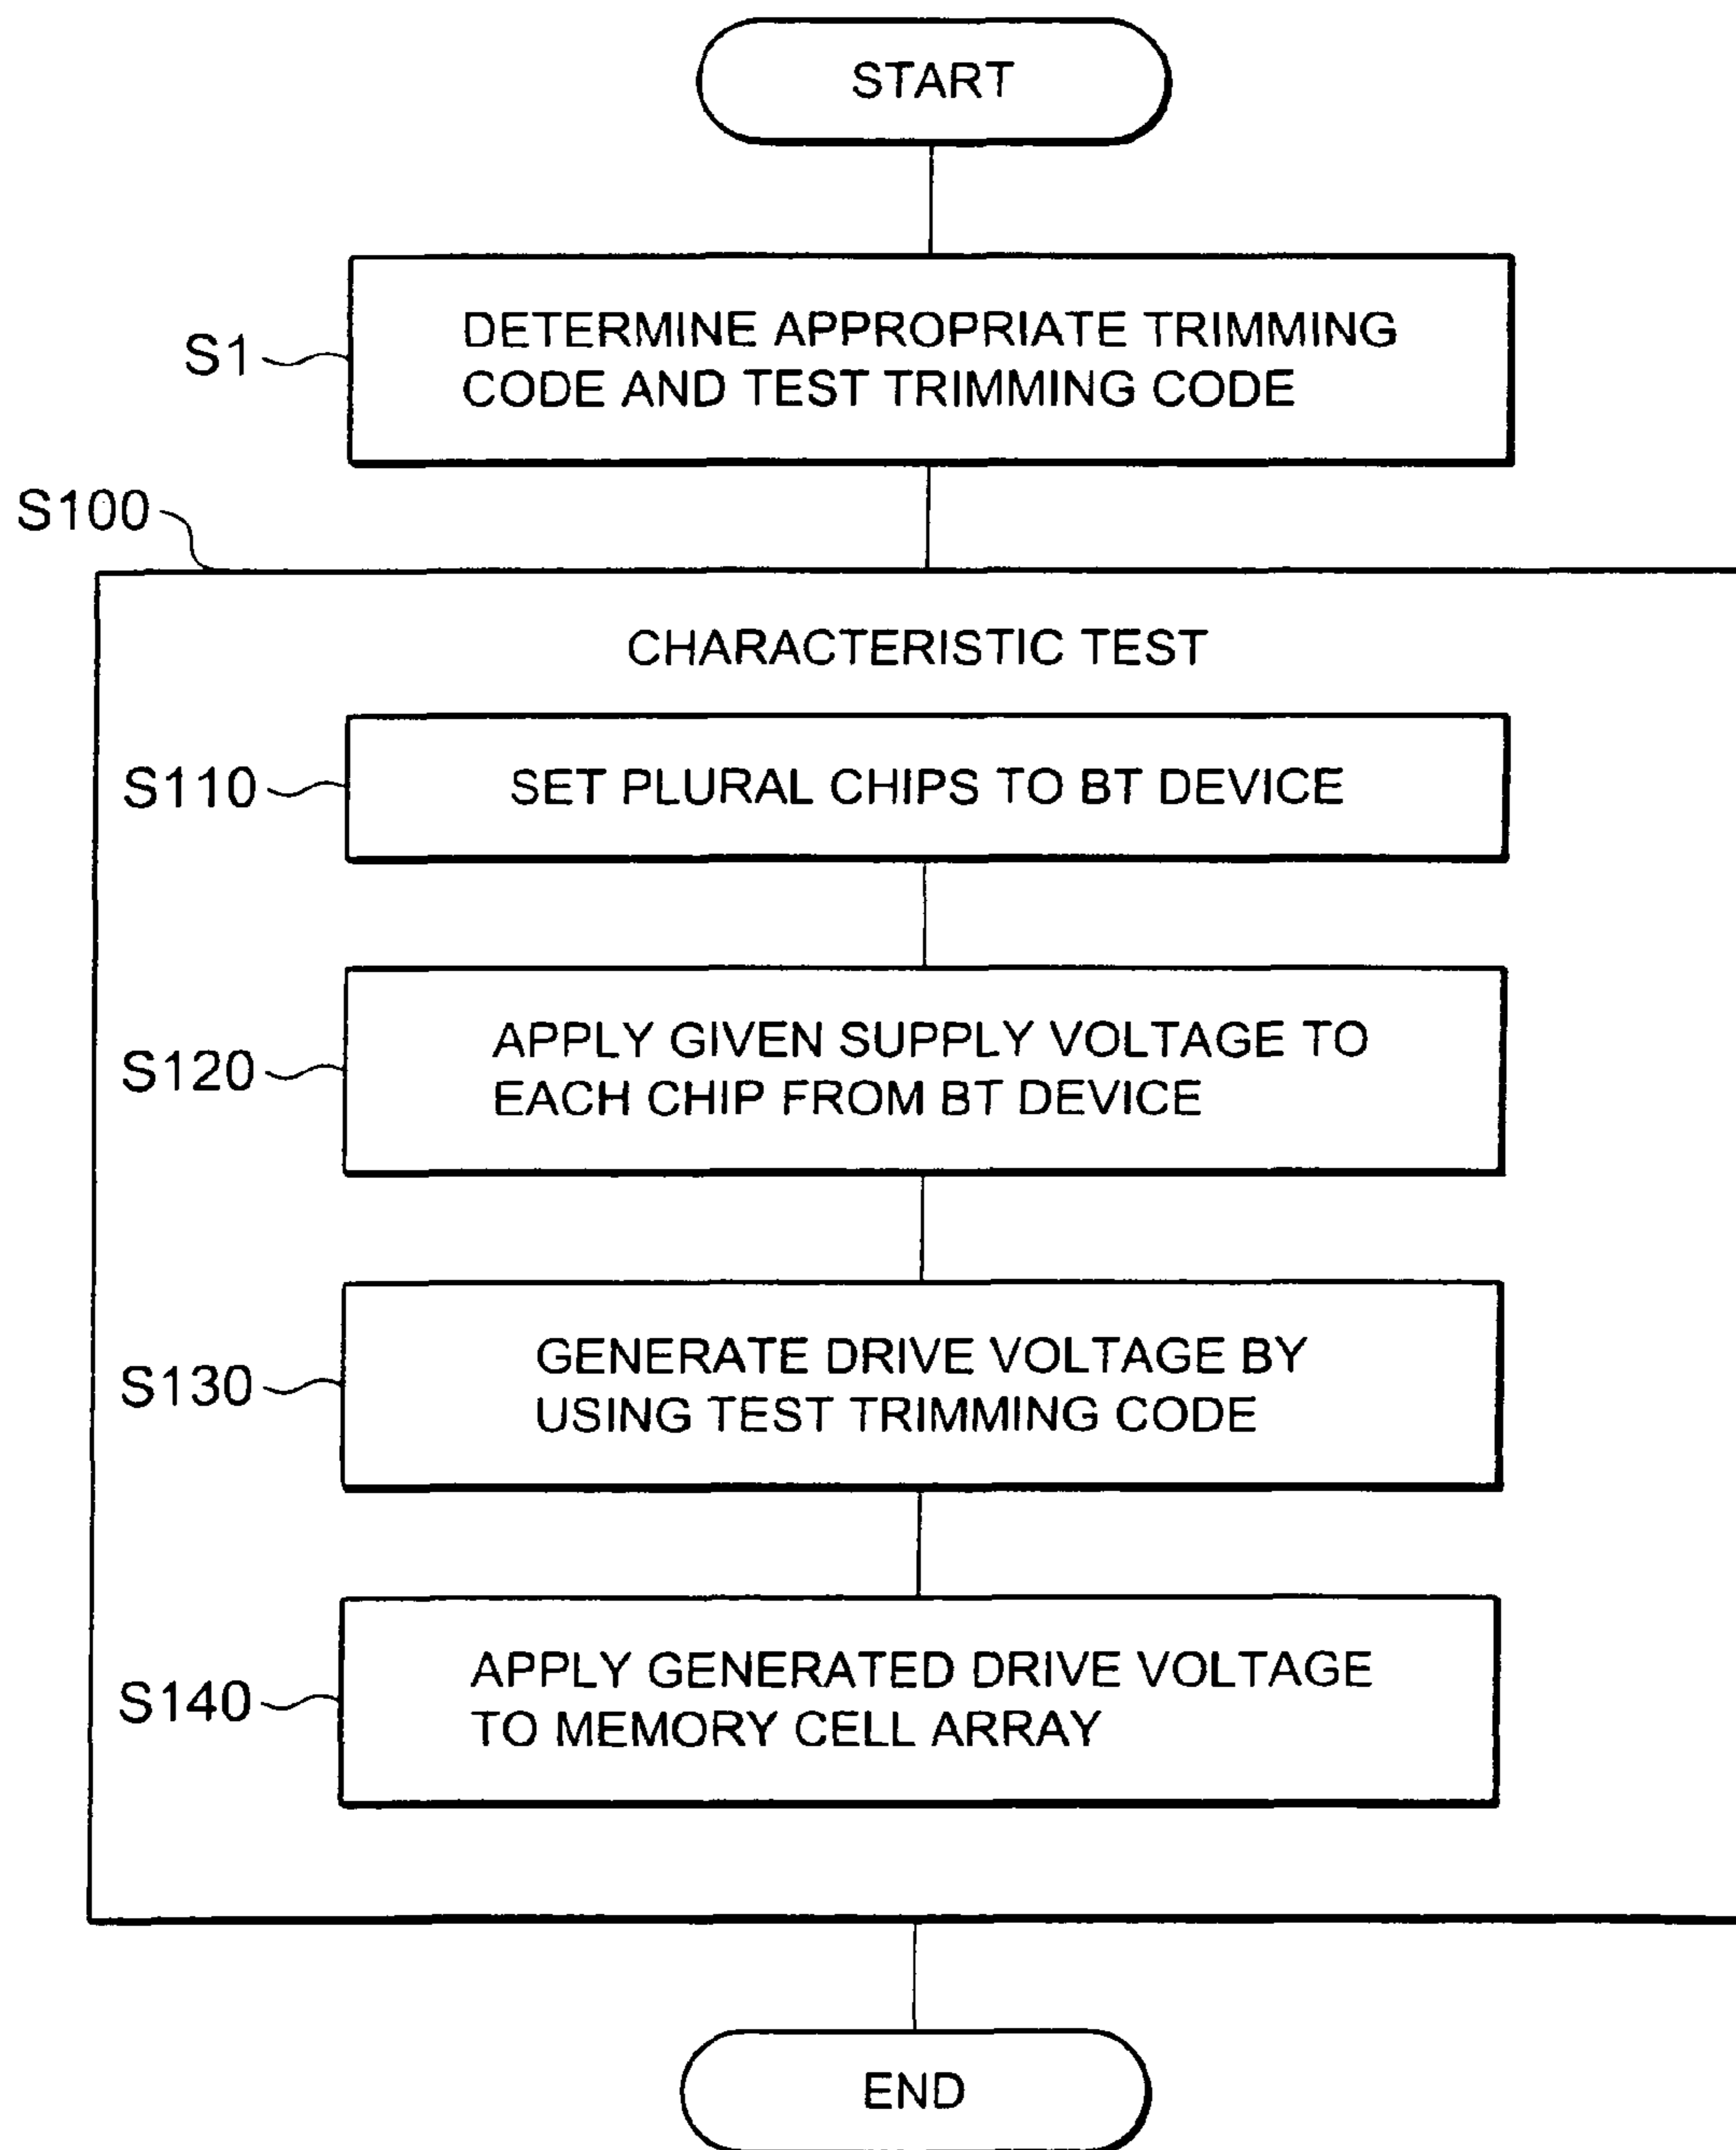 START
S1
DETERMINE APPROPRIATE TRIMMING
CODE AND TEST TRIMMING CODE
S100
CHARACTERISTIC TEST
S110
SET PLURAL CHIPS TO BT DEVICE
S120
APPLY GIVEN SUPPLY VOLTAGE TO
EACH CHIP FROM BT DEVICE
S130
GENERATE DRIVE VOLTAGE BY
USING TEST TRIMMING CODE
S140
APPLY GENERATED DRIVE VOLTAGE
TO MEMORY CELL ARRAY
END